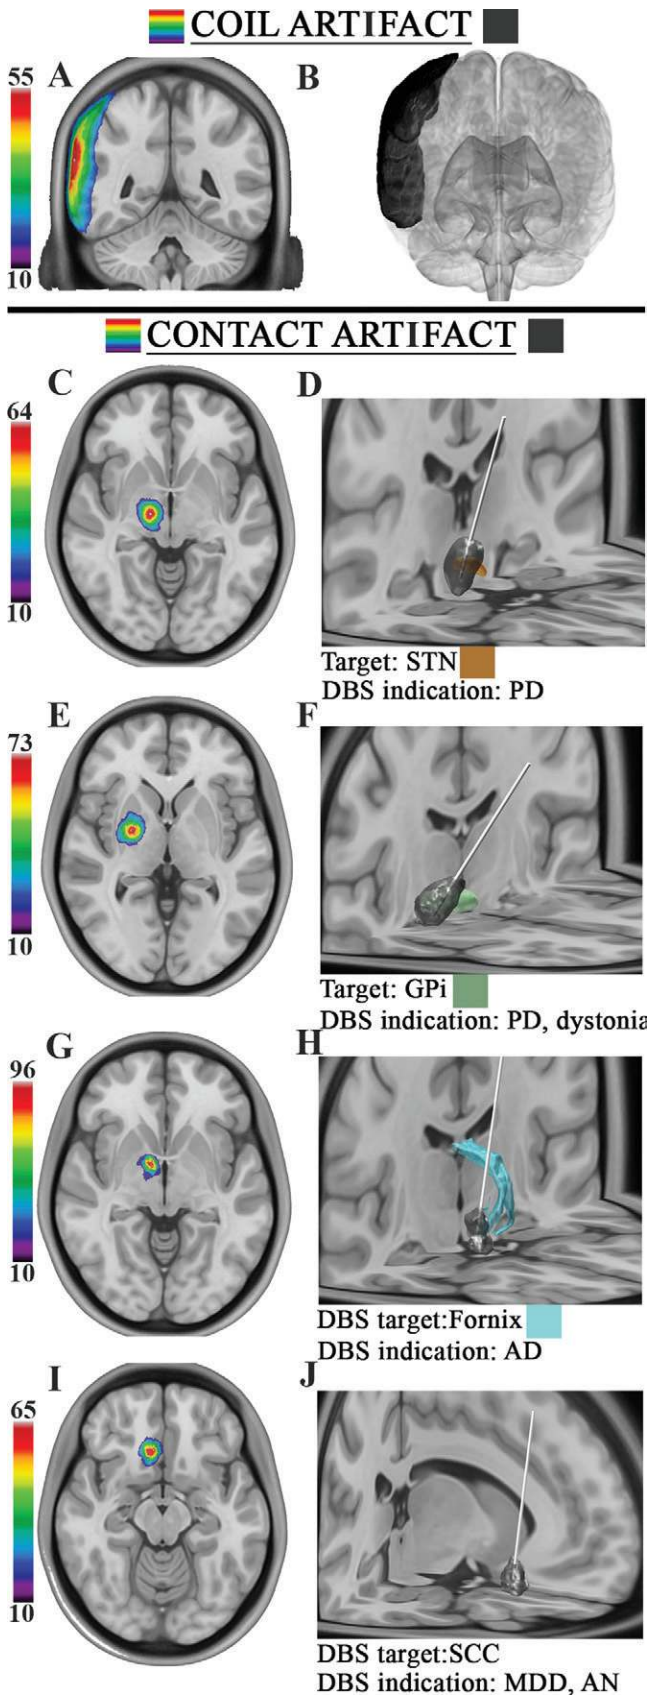 COIL ARTIFACT
A
B
55
10
CONTACT ARTIFACT
C
D
64
10
Target: STN
DBS indication: PD
E
F
73
10
Target: GPi
DBS indication: PD, dystonia
G
H
96
10
DBS target:Fornix
DBS indication: AD
I
J
65
10
DBS target:SCC
DBS indication: MDD, AN